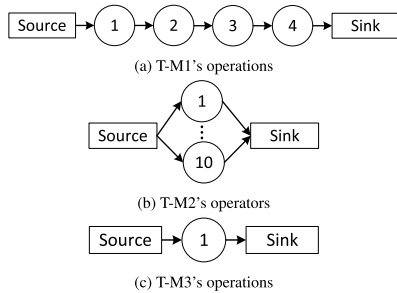 Source 1 2 3 4 Sink
(a) T-M1's operations
1
Source ⋮ Sink
10
(b) T-M2's operators
Source 1 Sink
(c) T-M3's operations